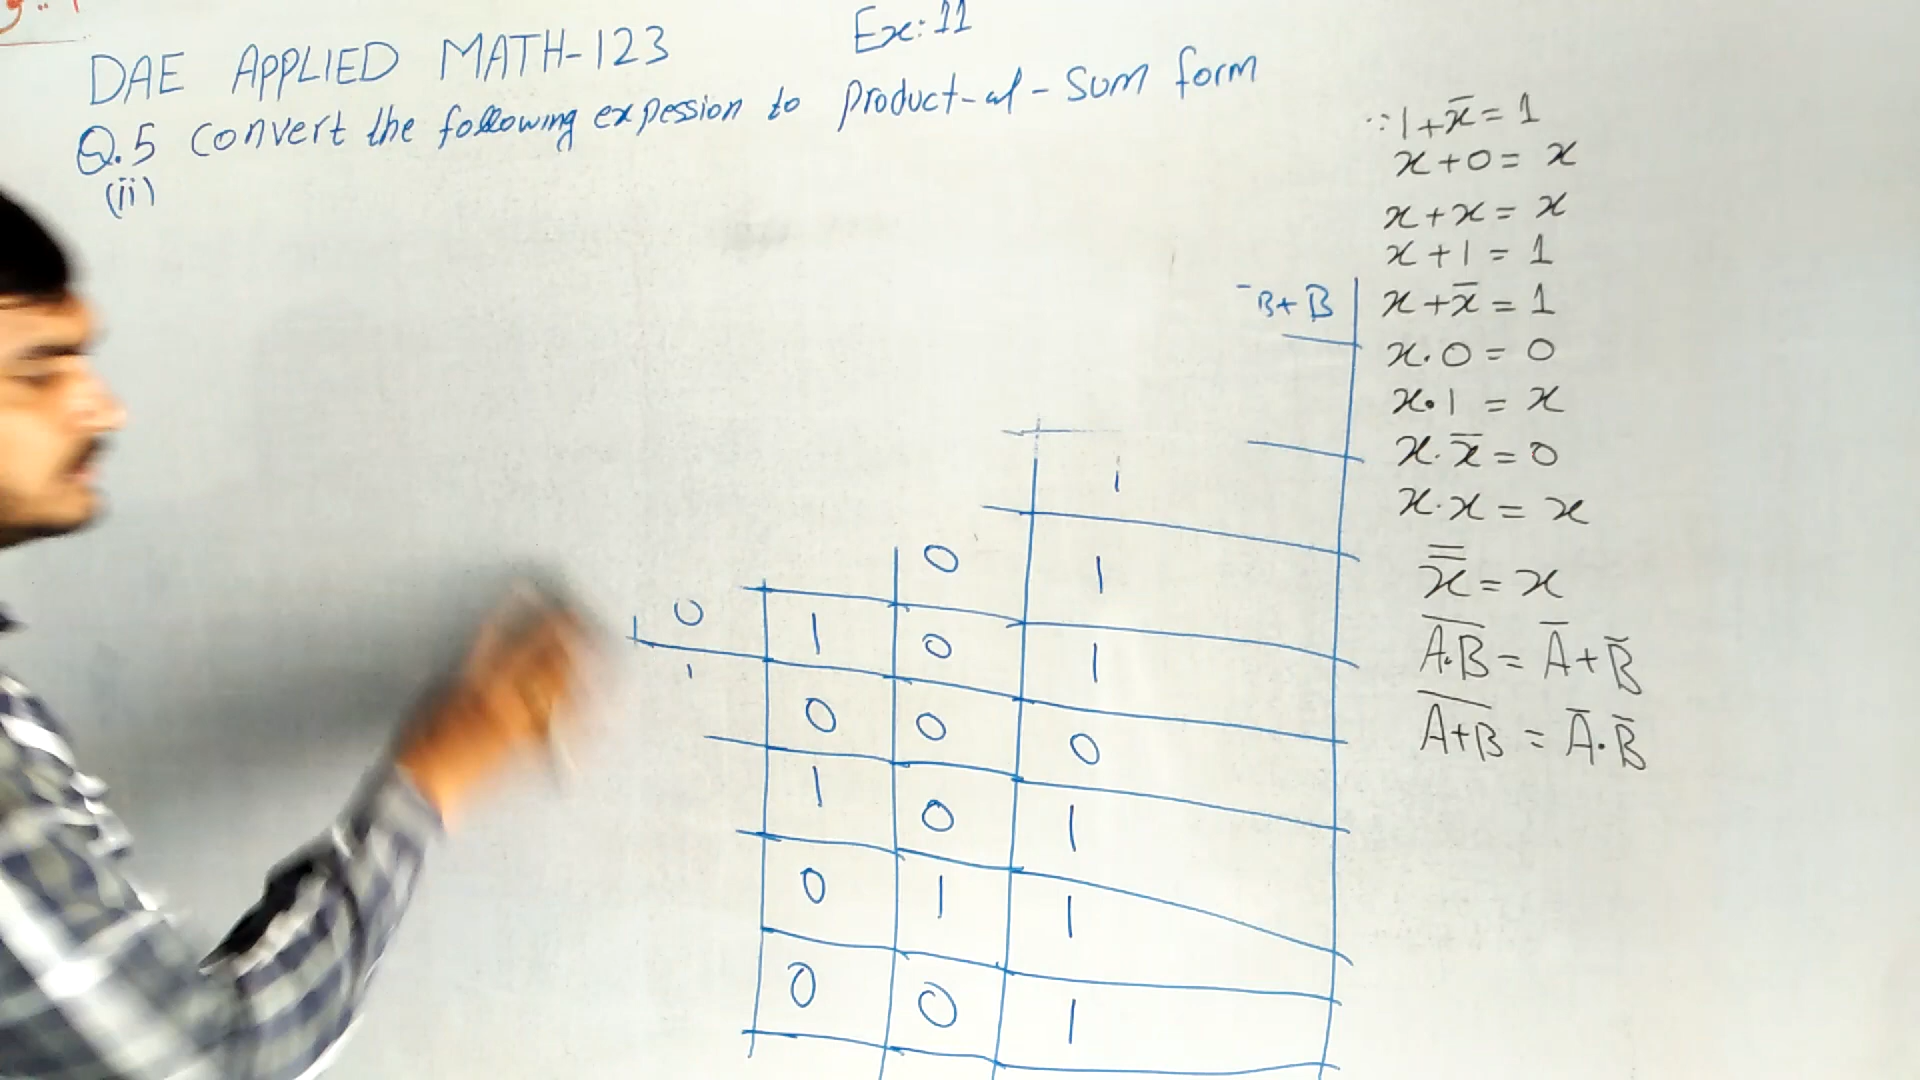 DAE APPLIED MATH-123 Ex:11
Q.5 Convert the following expession to product-of-sum form
(ii)
∵ 1+x̄ = 1
x+0 = x
x+x = x
x+1 = 1
B+B
x+x̄ = 1
x.0 = 0
x.1 = x
x.x̄ = 0
x.x = x
x̿ = x
A̅.̅B̅ = Ā+B̄
A̅+̅B̅ = Ā.B̄
1
0 1
0 1 0 1
0 0 0
1 0 1
0 1 1
0 0 1